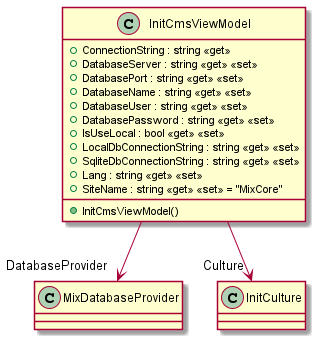 C InitCmsViewModel
ConnectionString : string «get»
DatabaseServer : string «get» «set»
DatabasePort : string «get» «set»
DatabaseName : string «get» «set»
DatabaseUser : string «get» «set»
DatabasePassword : string «get» «set»
IsUseLocal : bool «get» «set»
LocalDbConnectionString : string «get» «set»
SqliteDbConnectionString : string «get» «set»
Lang : string «get» «set»
SiteName : string «get» «set» = "MixCore"
InitCmsViewModel()
DatabaseProvider
Culture
C MixDatabaseProvider
C InitCulture